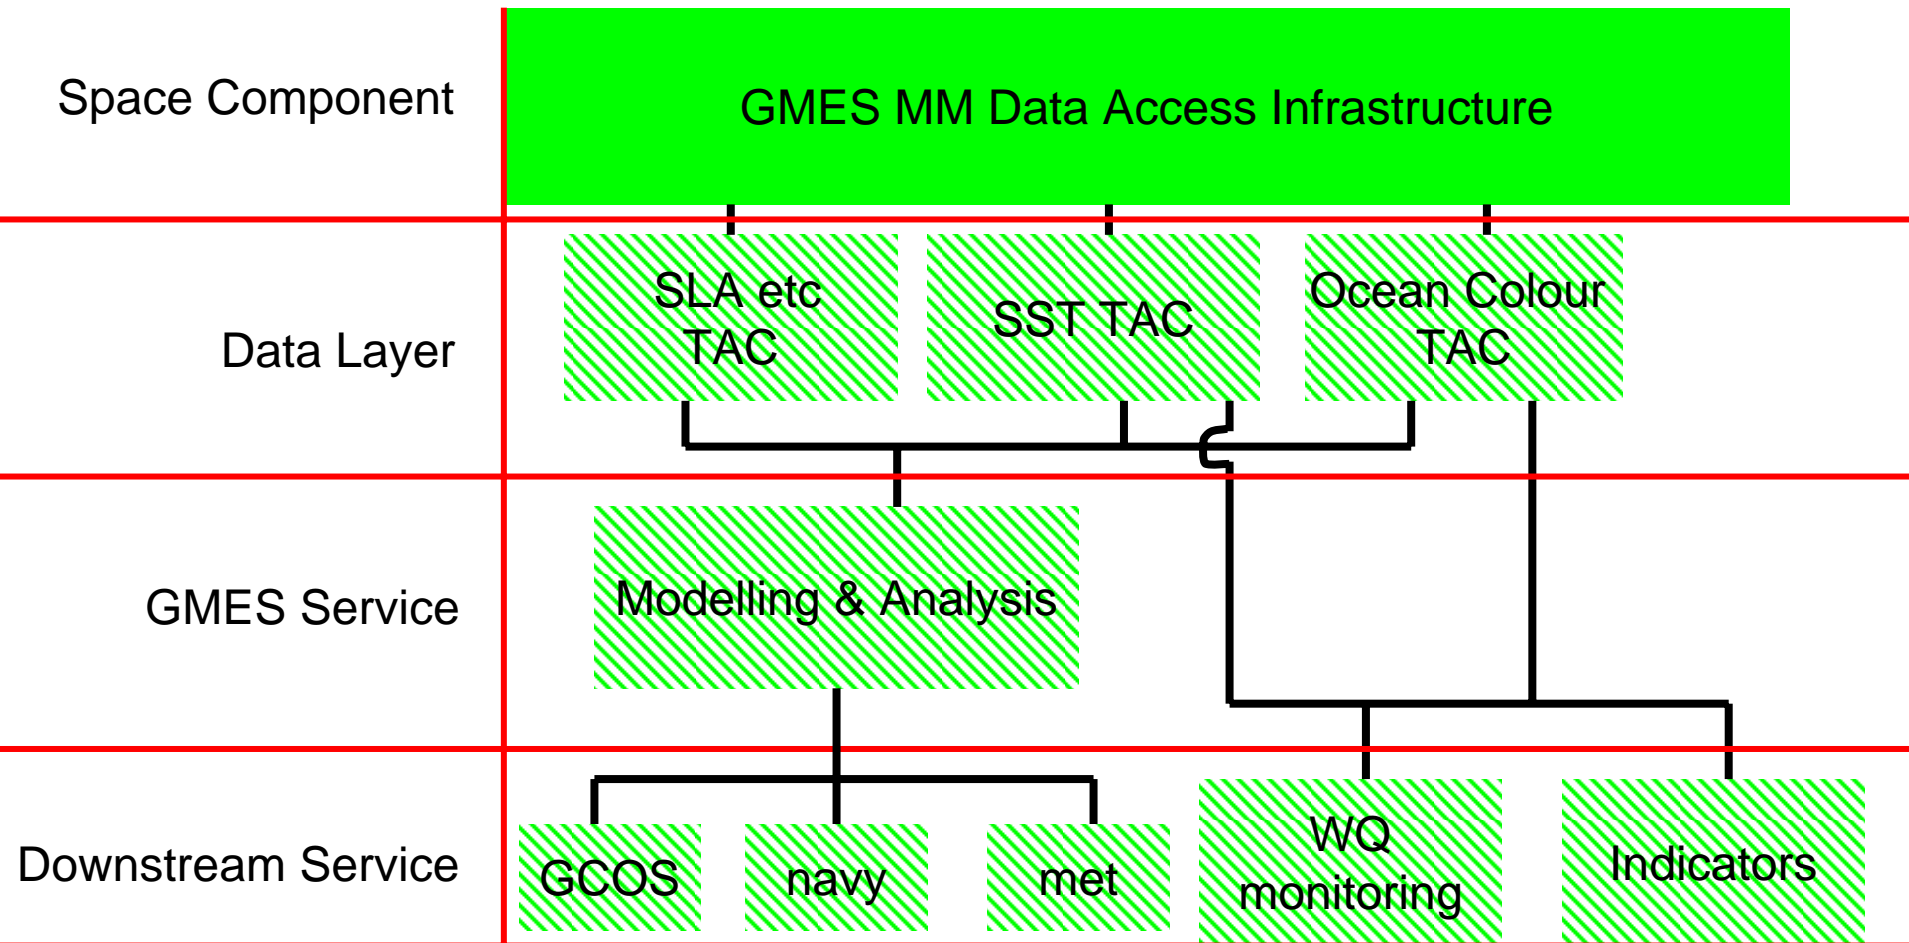 Space Component
GMES MM Data Access Infrastructure
Data Layer
SLA etc
TAC
SST TAC
Ocean Colour
TAC
GMES Service
Modelling & Analysis
Downstream Service
GCOS
navy
met
WQ
monitoring
Indicators